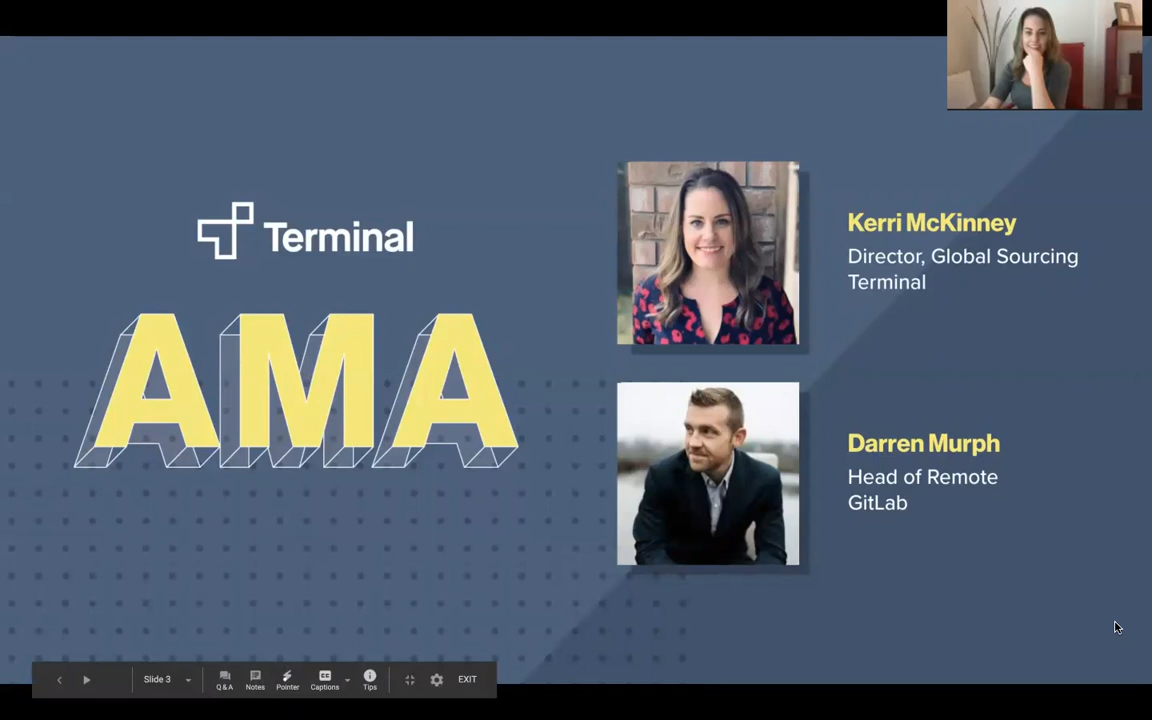 Terminal
AMA
Kerri McKinney
Director, Global Sourcing
Terminal
Darren Murph
Head of Remote
GitLab
Slide 3
Q & A
Notes
Pointer
CC
Captions
Tips
EXIT